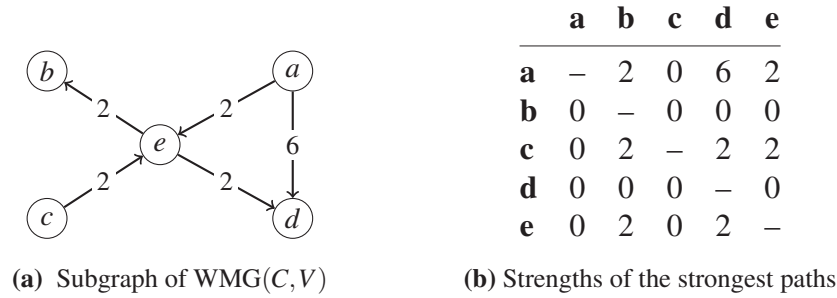 b
a
2
2
e
6
2
2
c
d
(a) Subgraph of WMG(C,V)
a b c d e
a – 2 0 6 2
b 0 – 0 0 0
c 0 2 – 2 2
d 0 0 0 – 0
e 0 2 0 2 –
(b) Strengths of the strongest paths